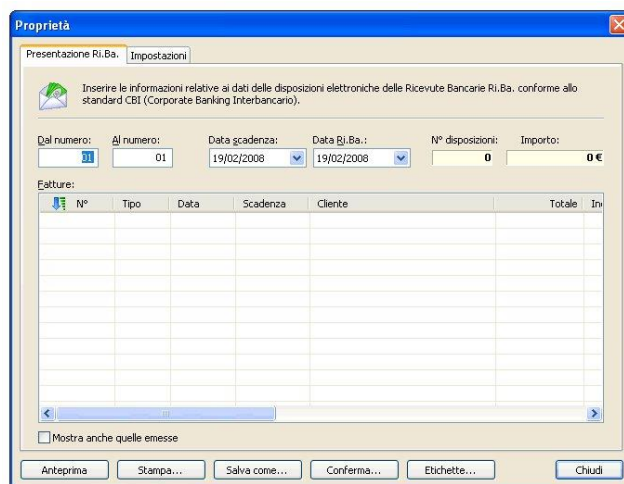 Proprietà
Presentazione Ri.Ba. Impostazioni
Inserire le informazioni relative ai dati delle disposizioni elettroniche delle Ricevute Bancarie Ri.Ba. conforme allo
standard CBI (Corporate Banking Interbancario).
Dal numero: Al numero: Data scadenza: Data Ri.Ba.: N° disposizioni: Importo:
01 01 19/02/2008 19/02/2008 0 0 €
Fatture:
N° Tipo Data Scadenza Cliente Totale In
Mostra anche quelle emesse
Anteprima Stampa... Salva come... Conferma... Etichette... Chiudi